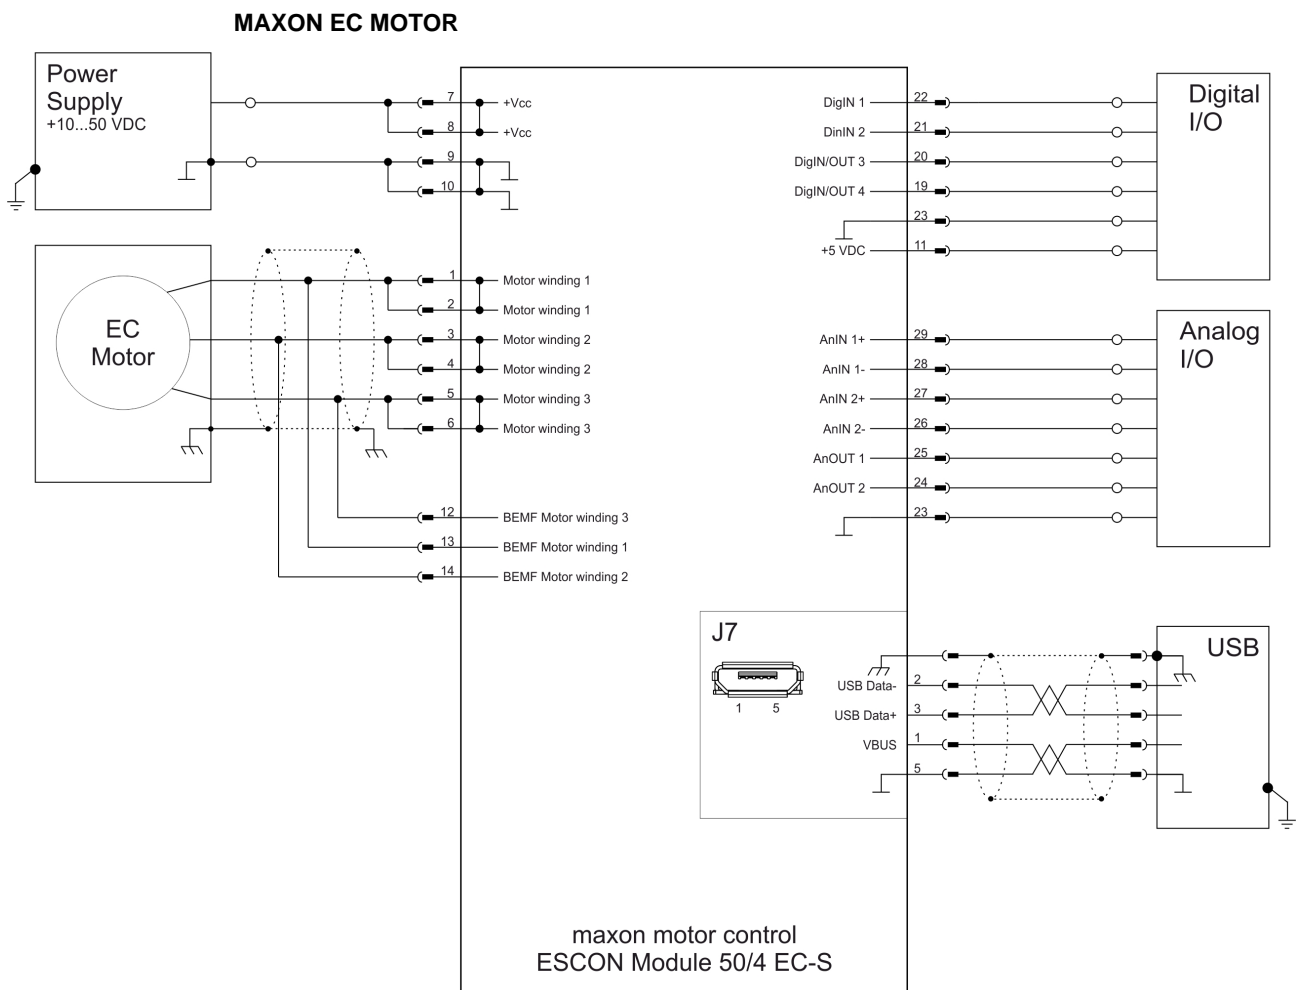 MAXON EC MOTOR
Power
Supply
+10...50 VDC
7 +Vcc
8 +Vcc
9
10
EC
Motor
1 Motor winding 1
2 Motor winding 1
3 Motor winding 2
4 Motor winding 2
5 Motor winding 3
6 Motor winding 3
12 BEMF Motor winding 3
13 BEMF Motor winding 1
14 BEMF Motor winding 2
DigIN 1 22
DinIN 2 21
DigIN/OUT 3 20
DigIN/OUT 4 19
23
+5 VDC 11
Digital
I/O
AnIN 1+ 29
AnIN 1- 28
AnIN 2+ 27
AnIN 2- 26
AnOUT 1 25
AnOUT 2 24
23
Analog
I/O
J7
1 5
USB Data- 2
USB Data+ 3
VBUS 1
5
USB
maxon motor control
ESCON Module 50/4 EC-S